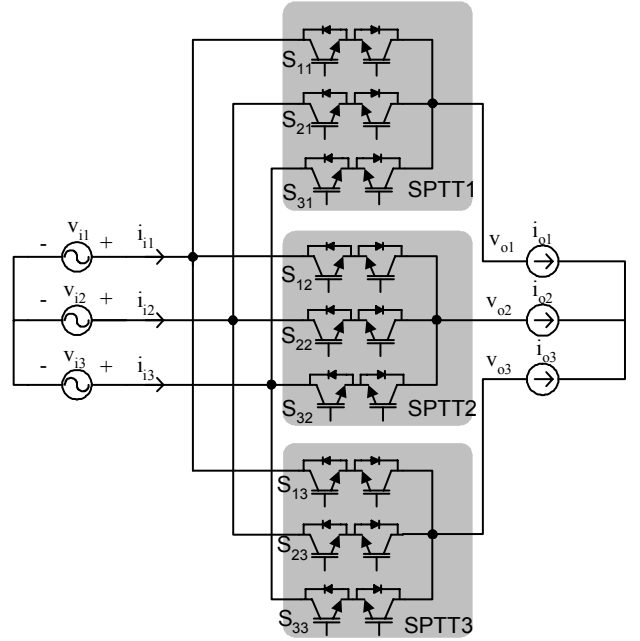 S11
S21
S31
SPTT1
- vi1 + ii1
- vi2 + ii2
- vi3 + ii3
S12
S22
S32
SPTT2
vo1 io1
vo2 io2
vo3 io3
S13
S23
S33
SPTT3